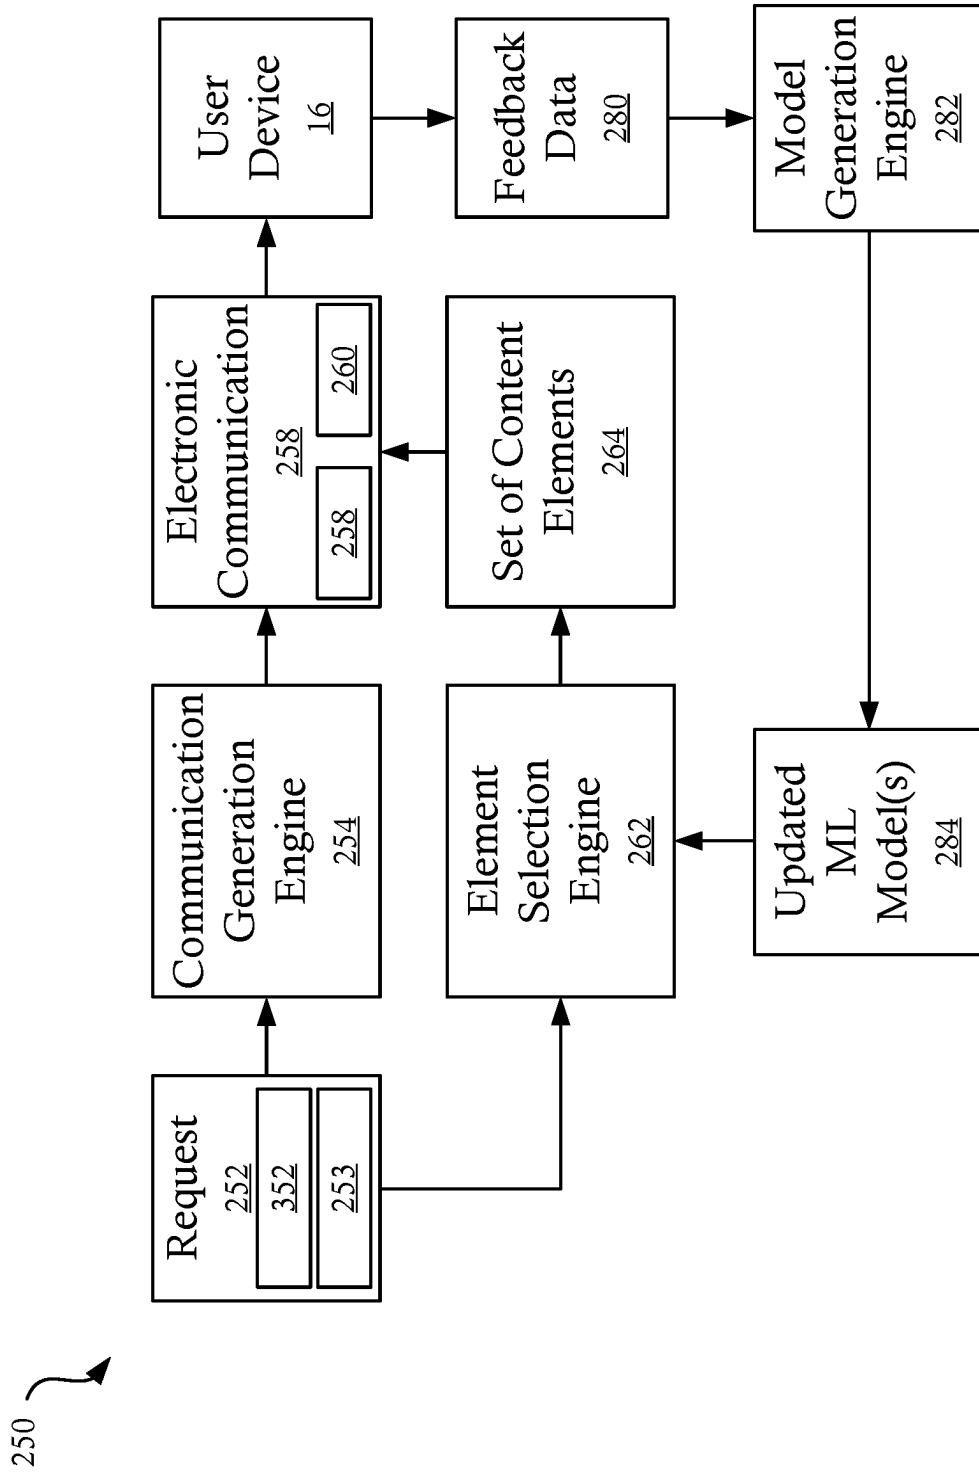 250
Request
252
352
253
Communication
Generation
Engine
254
Electronic
Communication
258
258
260
User
Device
16
Element
Selection
Engine
262
Set of Content
Elements
264
Feedback
Data
280
Updated
ML
Model(s)
284
Model
Generation
Engine
282